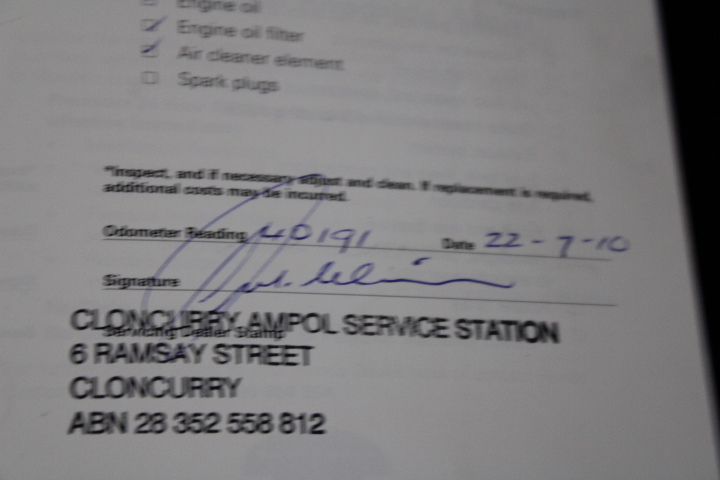 Engine oil
Engine oil filter
Air cleaner element
Spark plugs
*Inspect, and if necessary adjust and clean. If replacement is required,
additional costs may be incurred.
Odometer Reading 40191 Date 22-7-10
Signature
Servicing Dealer Stamp
CLONCURRY AMPOL SERVICE STATION
6 RAMSAY STREET
CLONCURRY
ABN 28 352 558 812